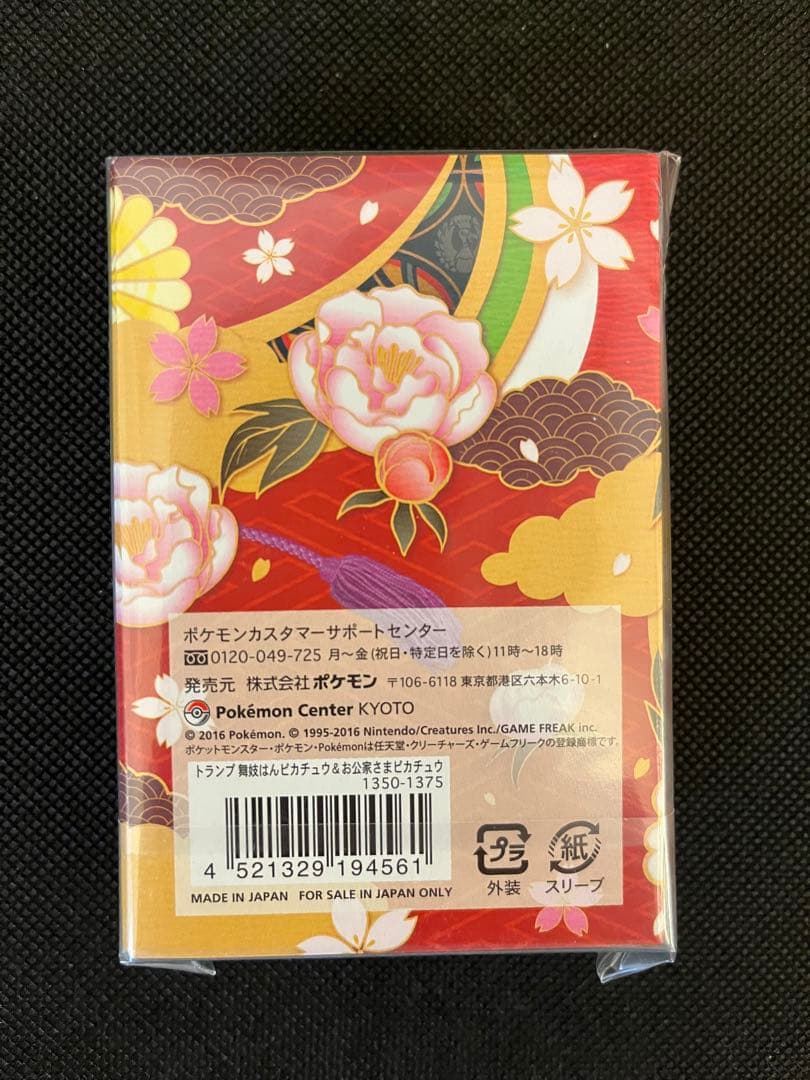 ポケモンカスタマーサポートセンター
0120-049-725 月～金(祝日・特定日を除く)11時～18時
発売元 株式会社ポケモン 〒106-6118 東京都港区六本木6-10-1
Pokémon Center KYOTO
© 2016 Pokémon. © 1995-2016 Nintendo/Creatures Inc./GAME FREAK inc.
ポケットモンスター・ポケモン・Pokémonは任天堂・クリーチャーズ・ゲームフリークの登録商標です。
トランプ 舞妓はんピカチュウ＆お公家さまピカチュウ
1350-1375
4 521329 194561
プラ
外装
紙
スリーブ
MADE IN JAPAN FOR SALE IN JAPAN ONLY